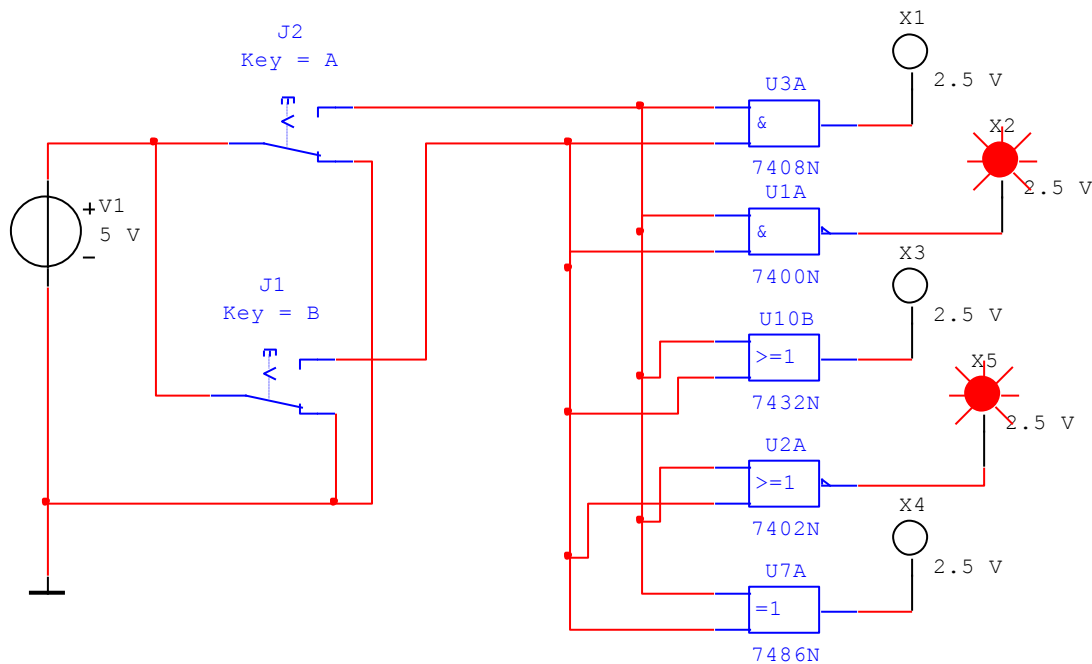 X1
J2
Key = A
2.5 V
U3A
&
X2
7408N
2.5 V
U1A
+
V1
&
5 V
-
X3
7400N
J1
Key = B
2.5 V
U10B
>=1
X5
7432N
2.5 V
U2A
>=1
X4
7402N
2.5 V
U7A
=1
7486N